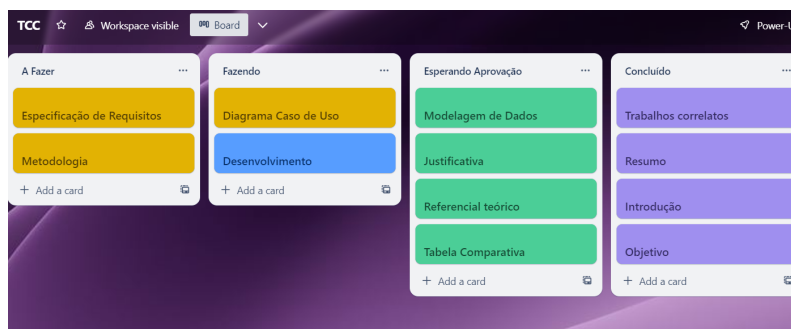 TCC Workspace visible Board Power-U
A Fazer
Especificação de Requisitos
Metodologia
+ Add a card
Fazendo
Diagrama Caso de Uso
Desenvolvimento
+ Add a card
Esperando Aprovação
Modelagem de Dados
Justificativa
Referencial teórico
Tabela Comparativa
+ Add a card
Concluído
Trabalhos correlatos
Resumo
Introdução
Objetivo
+ Add a card